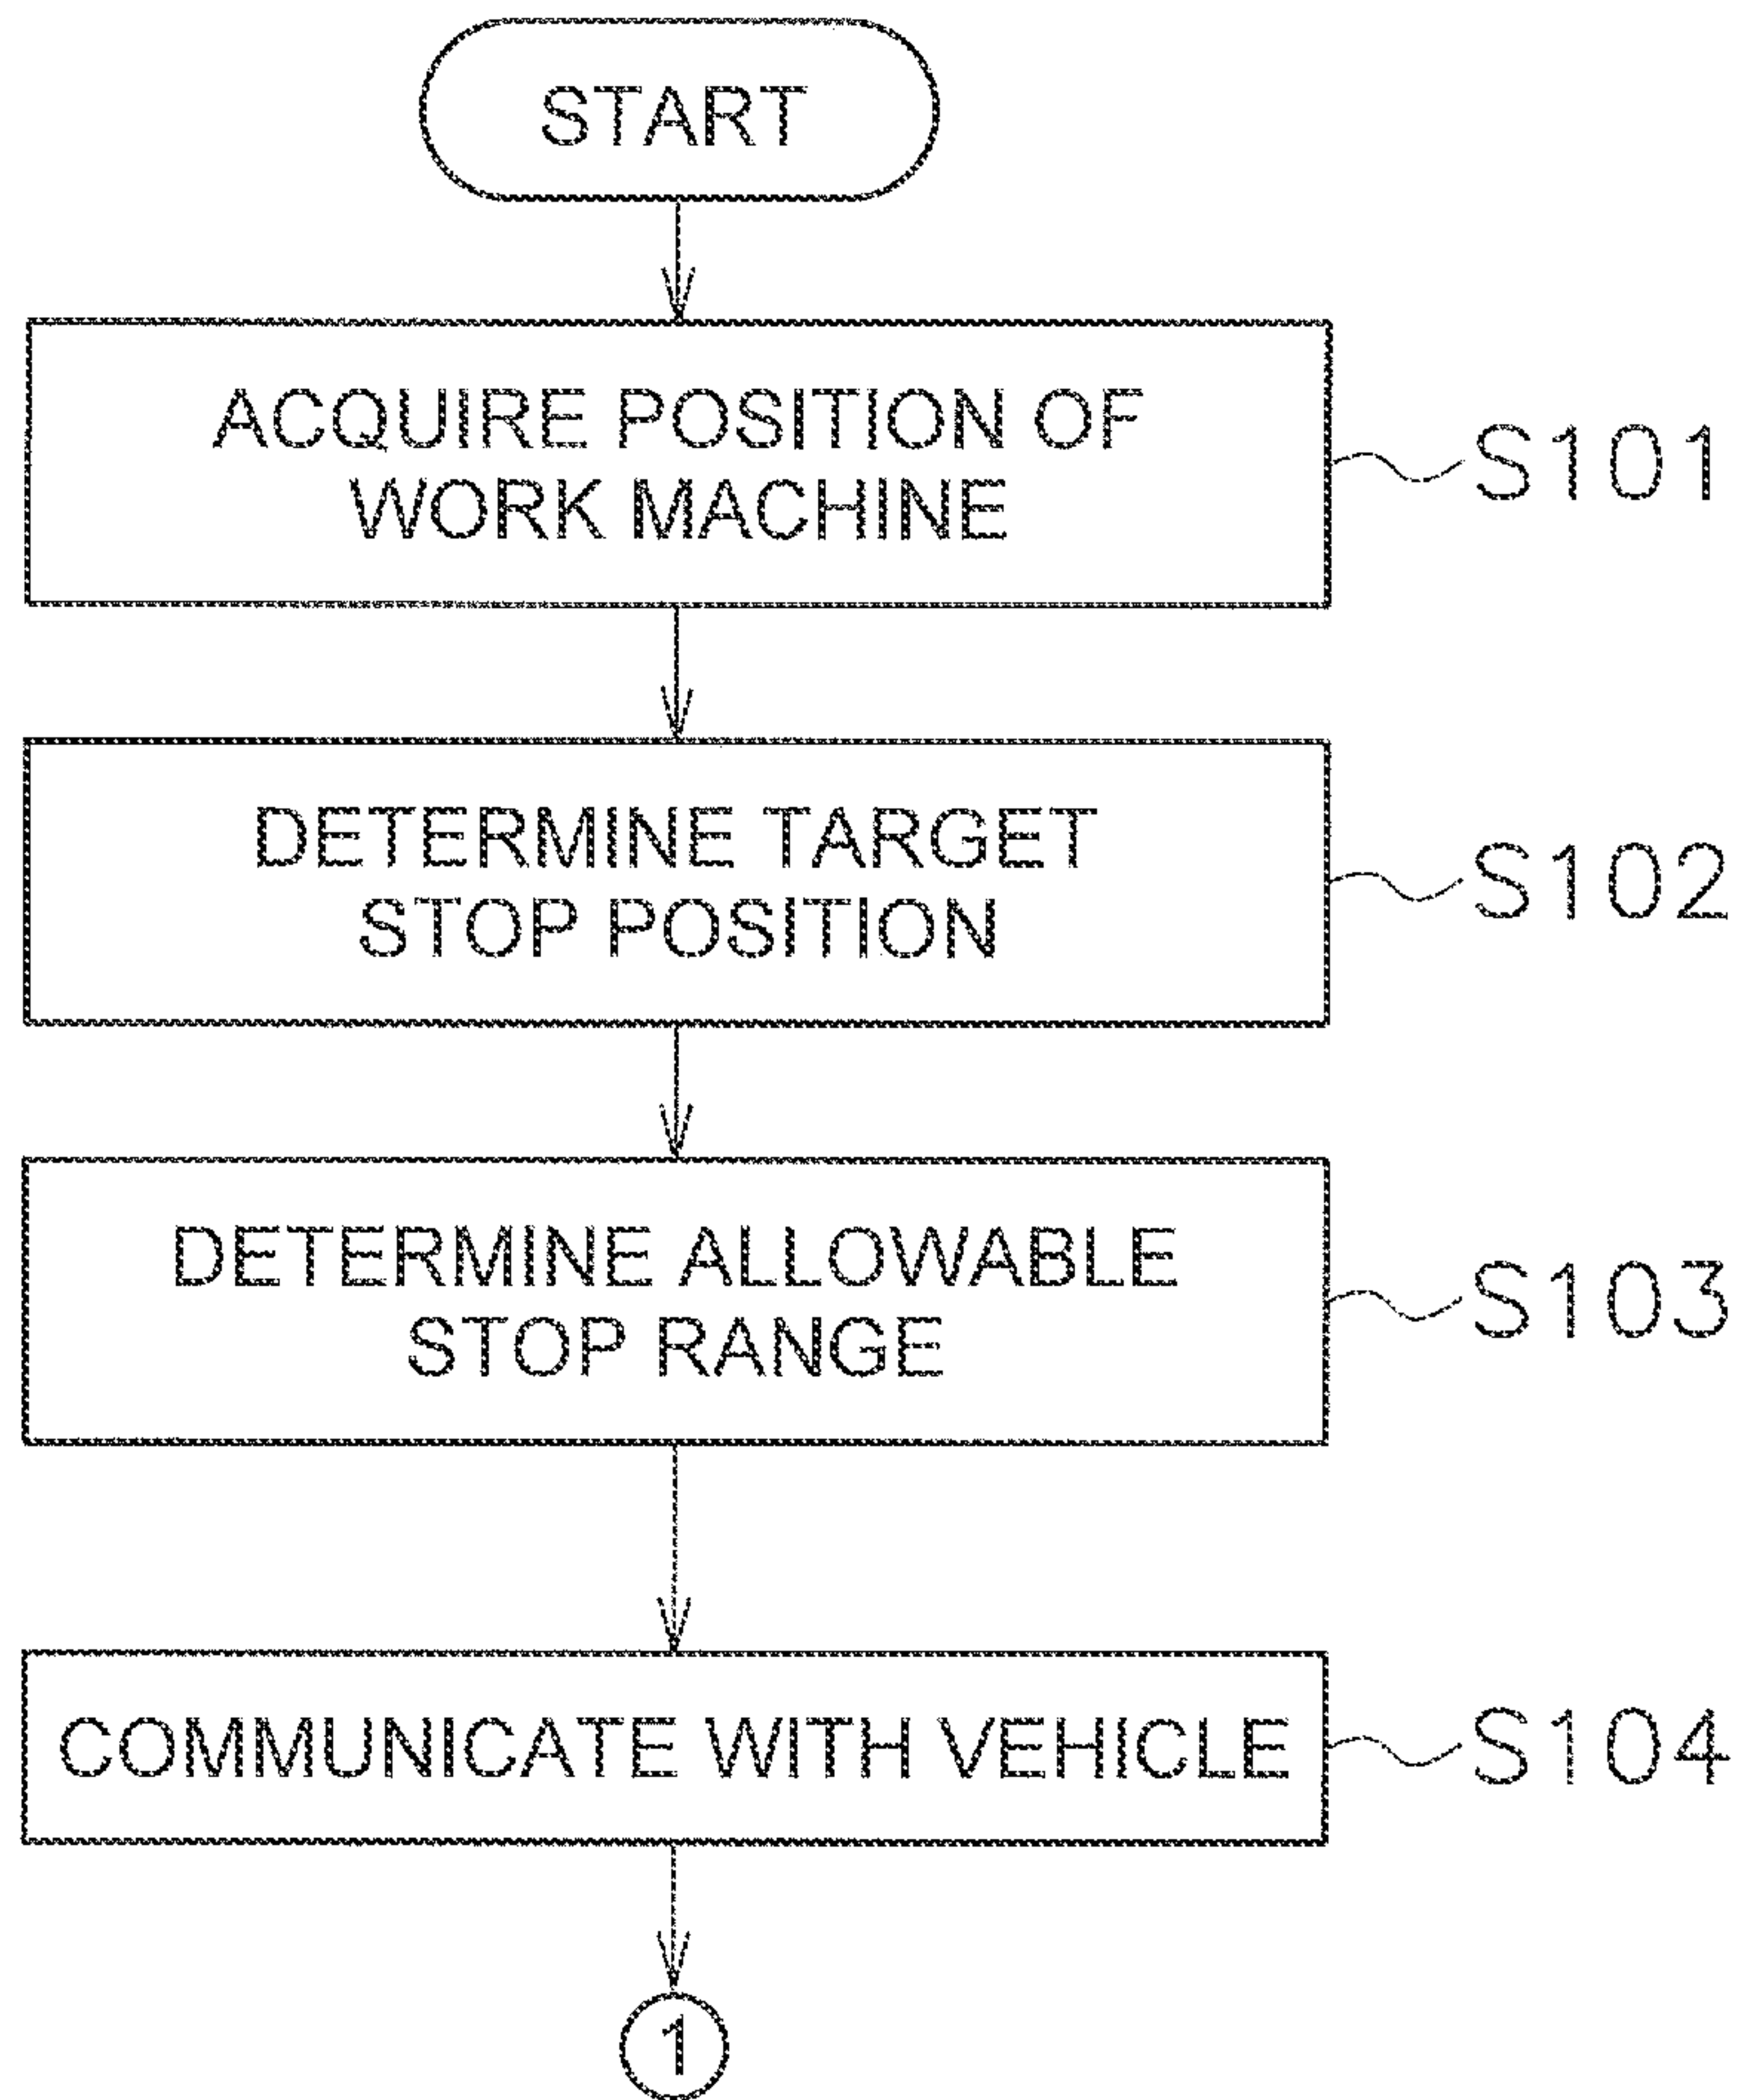 START
ACQUIRE POSITION OF
WORK MACHINE
S101
DETERMINE TARGET
STOP POSITION
S102
DETERMINE ALLOWABLE
STOP RANGE
S103
COMMUNICATE WITH VEHICLE
S104
1